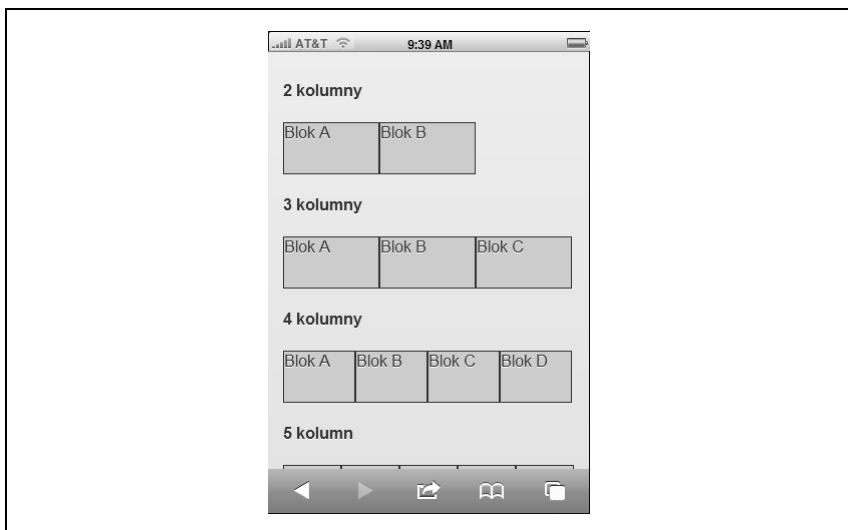 AT&T 9:39 AM
2 kolumny
Blok A Blok B
3 kolumny
Blok A Blok B Blok C
4 kolumny
Blok A Blok B Blok C Blok D
5 kolumn